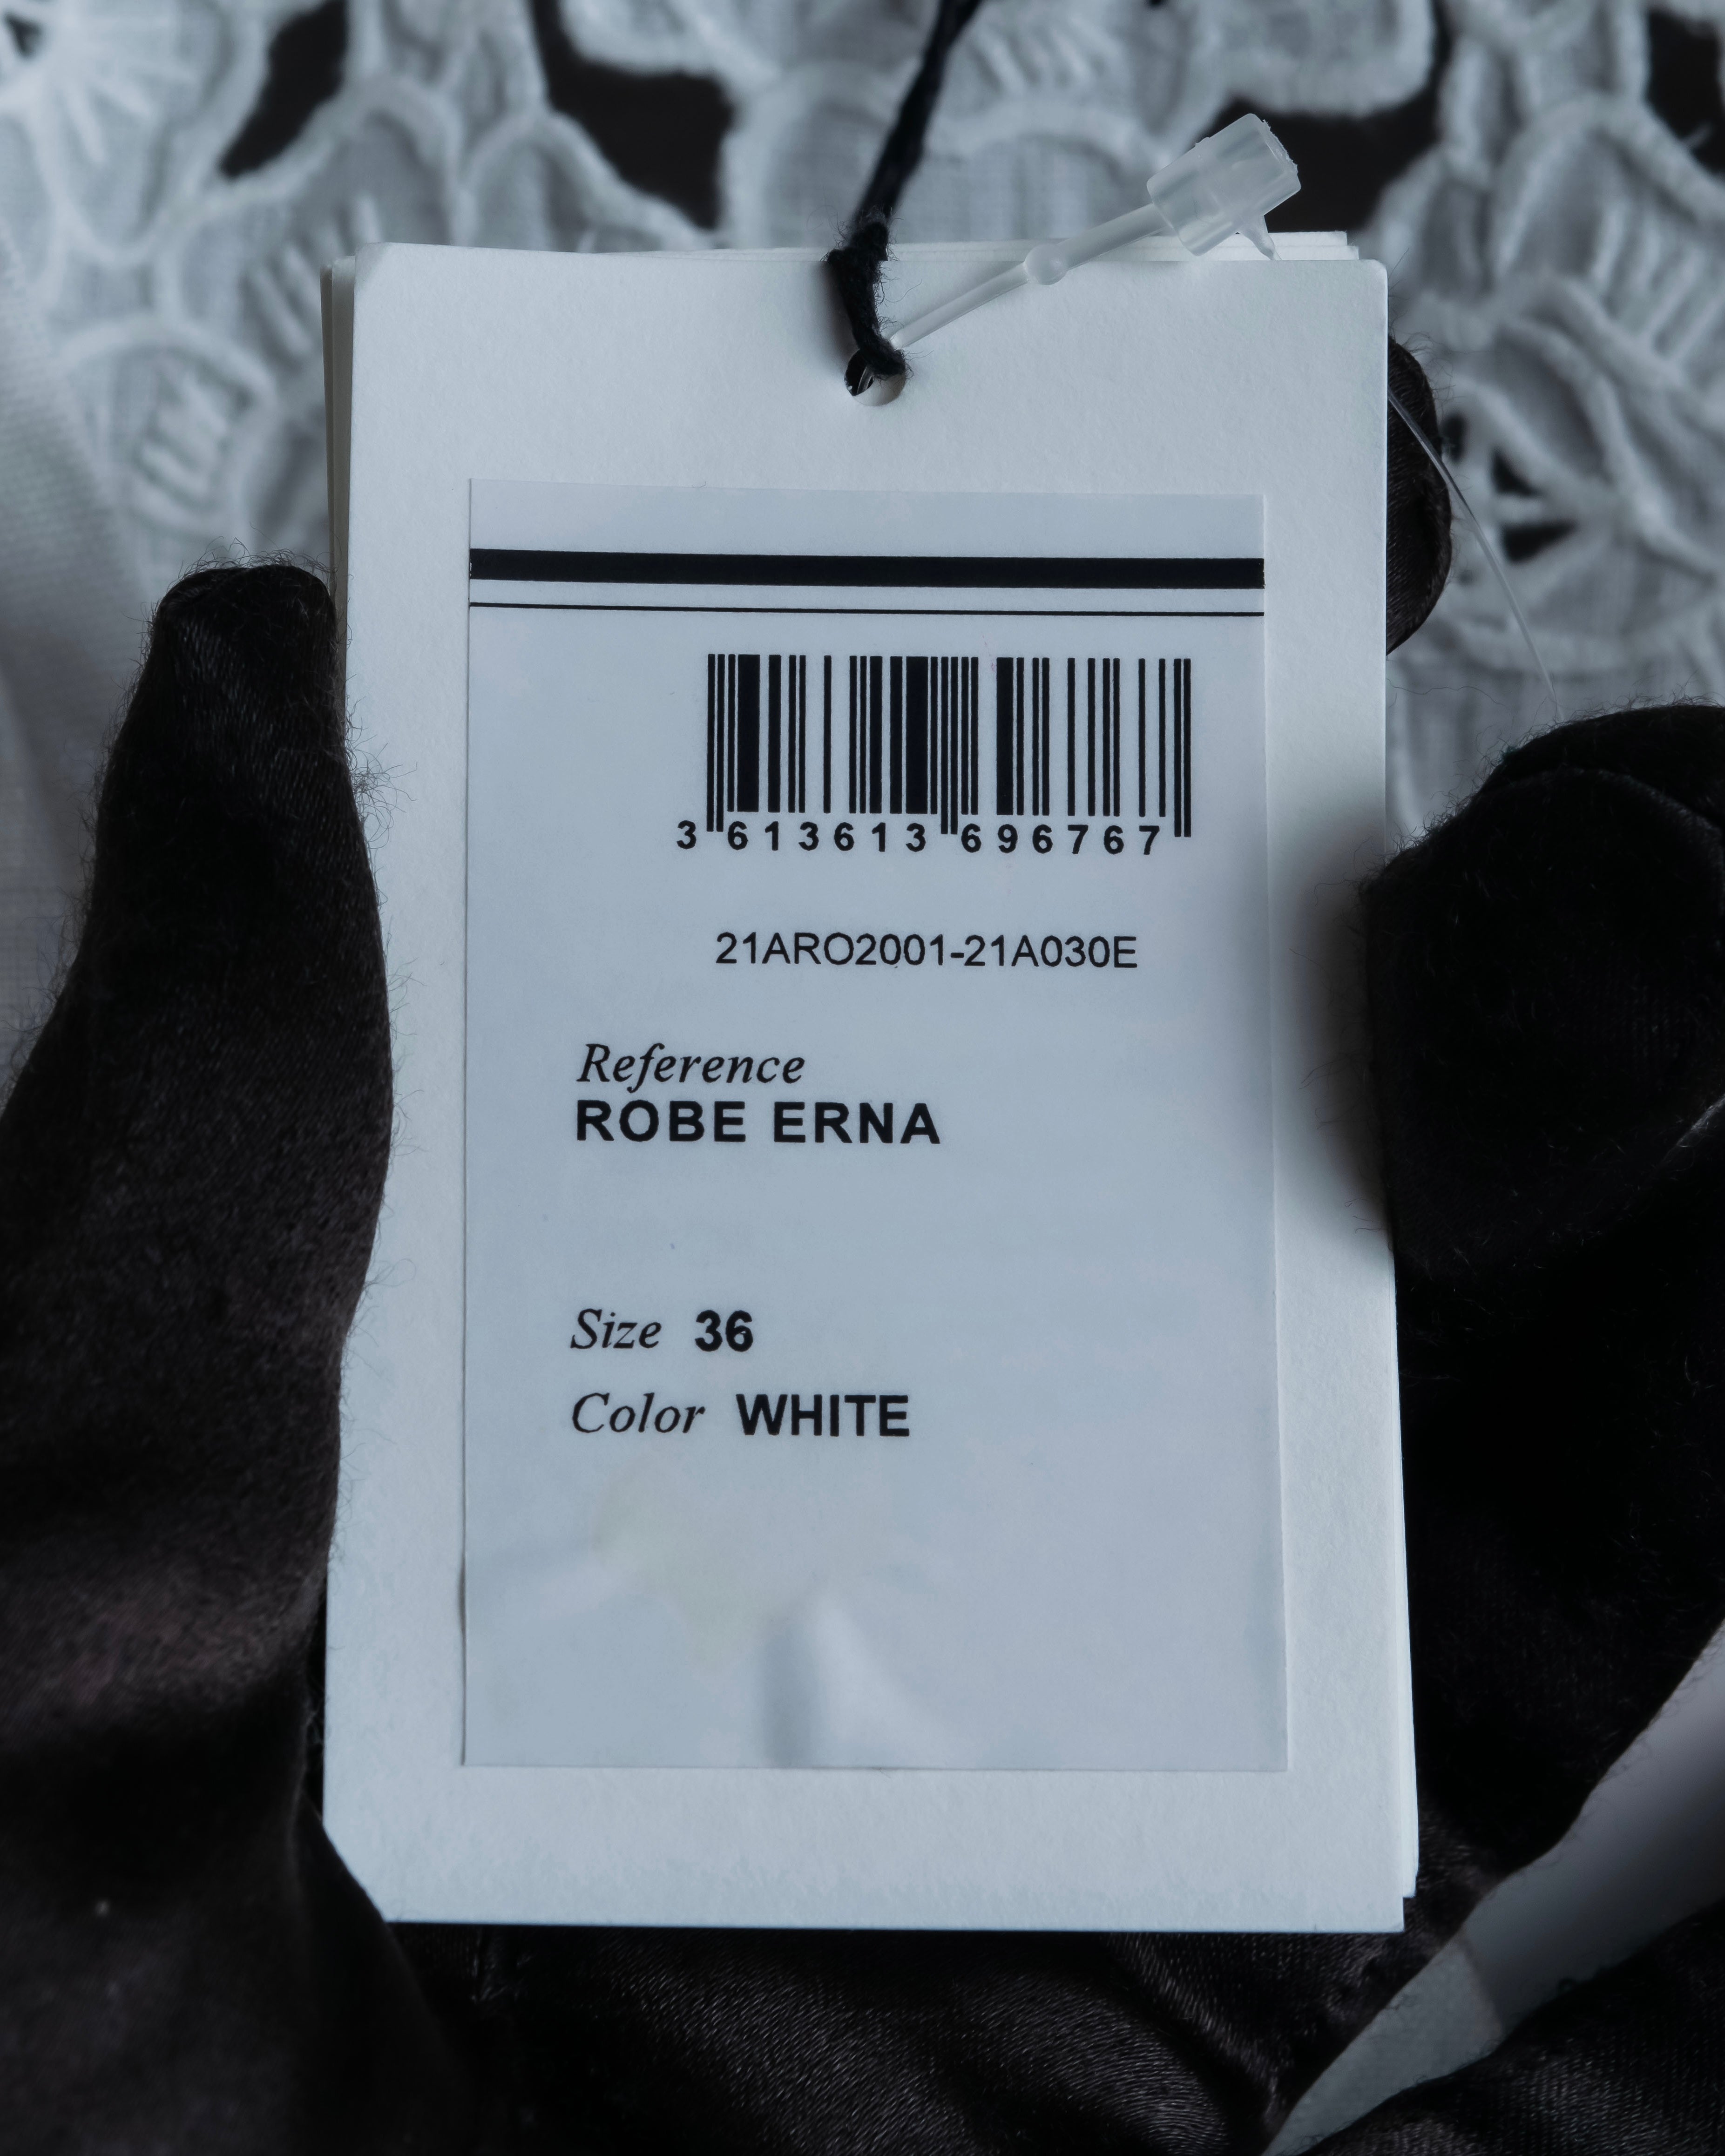 3 613613 696767
21ARO2001-21A030E
Reference
ROBE ERNA
Size 36
Color WHITE